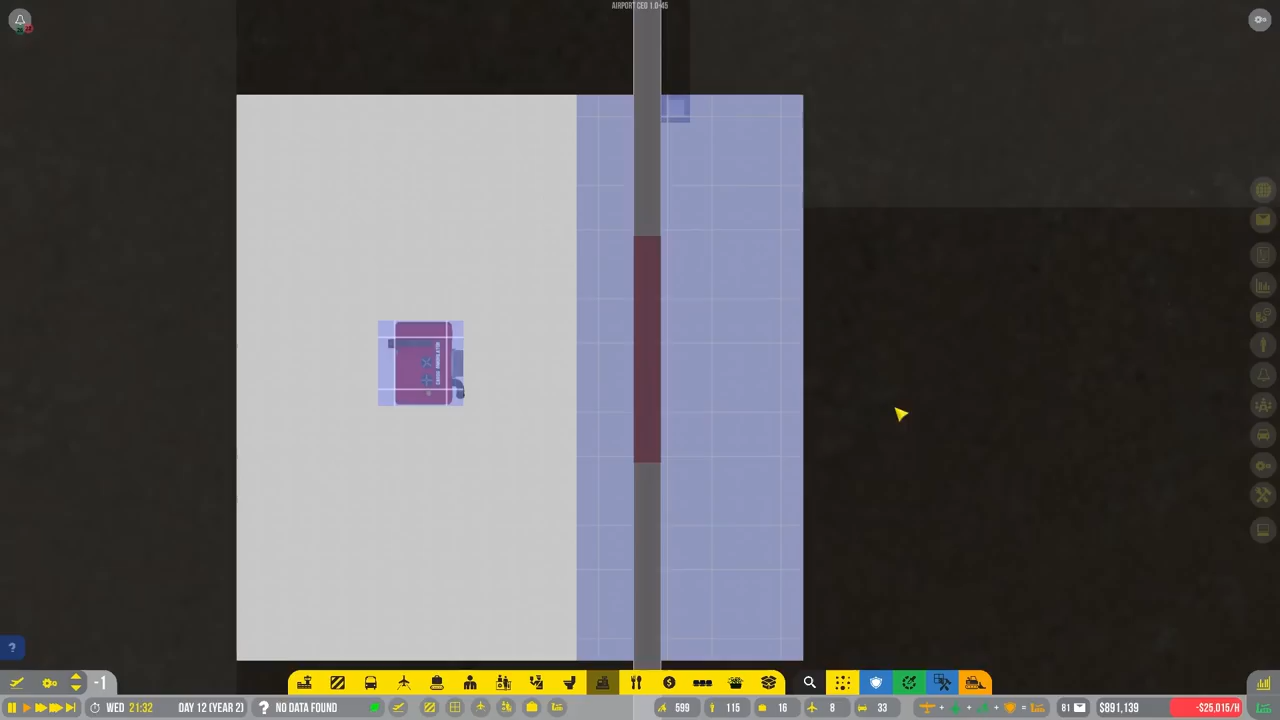 AIRPORT CEO 1.0-45
?
-1
WED 21:32 DAY 12 (YEAR 2) ? NO DATA FOUND
599 115 16 8 33
81 $891,139 -$25,015/H